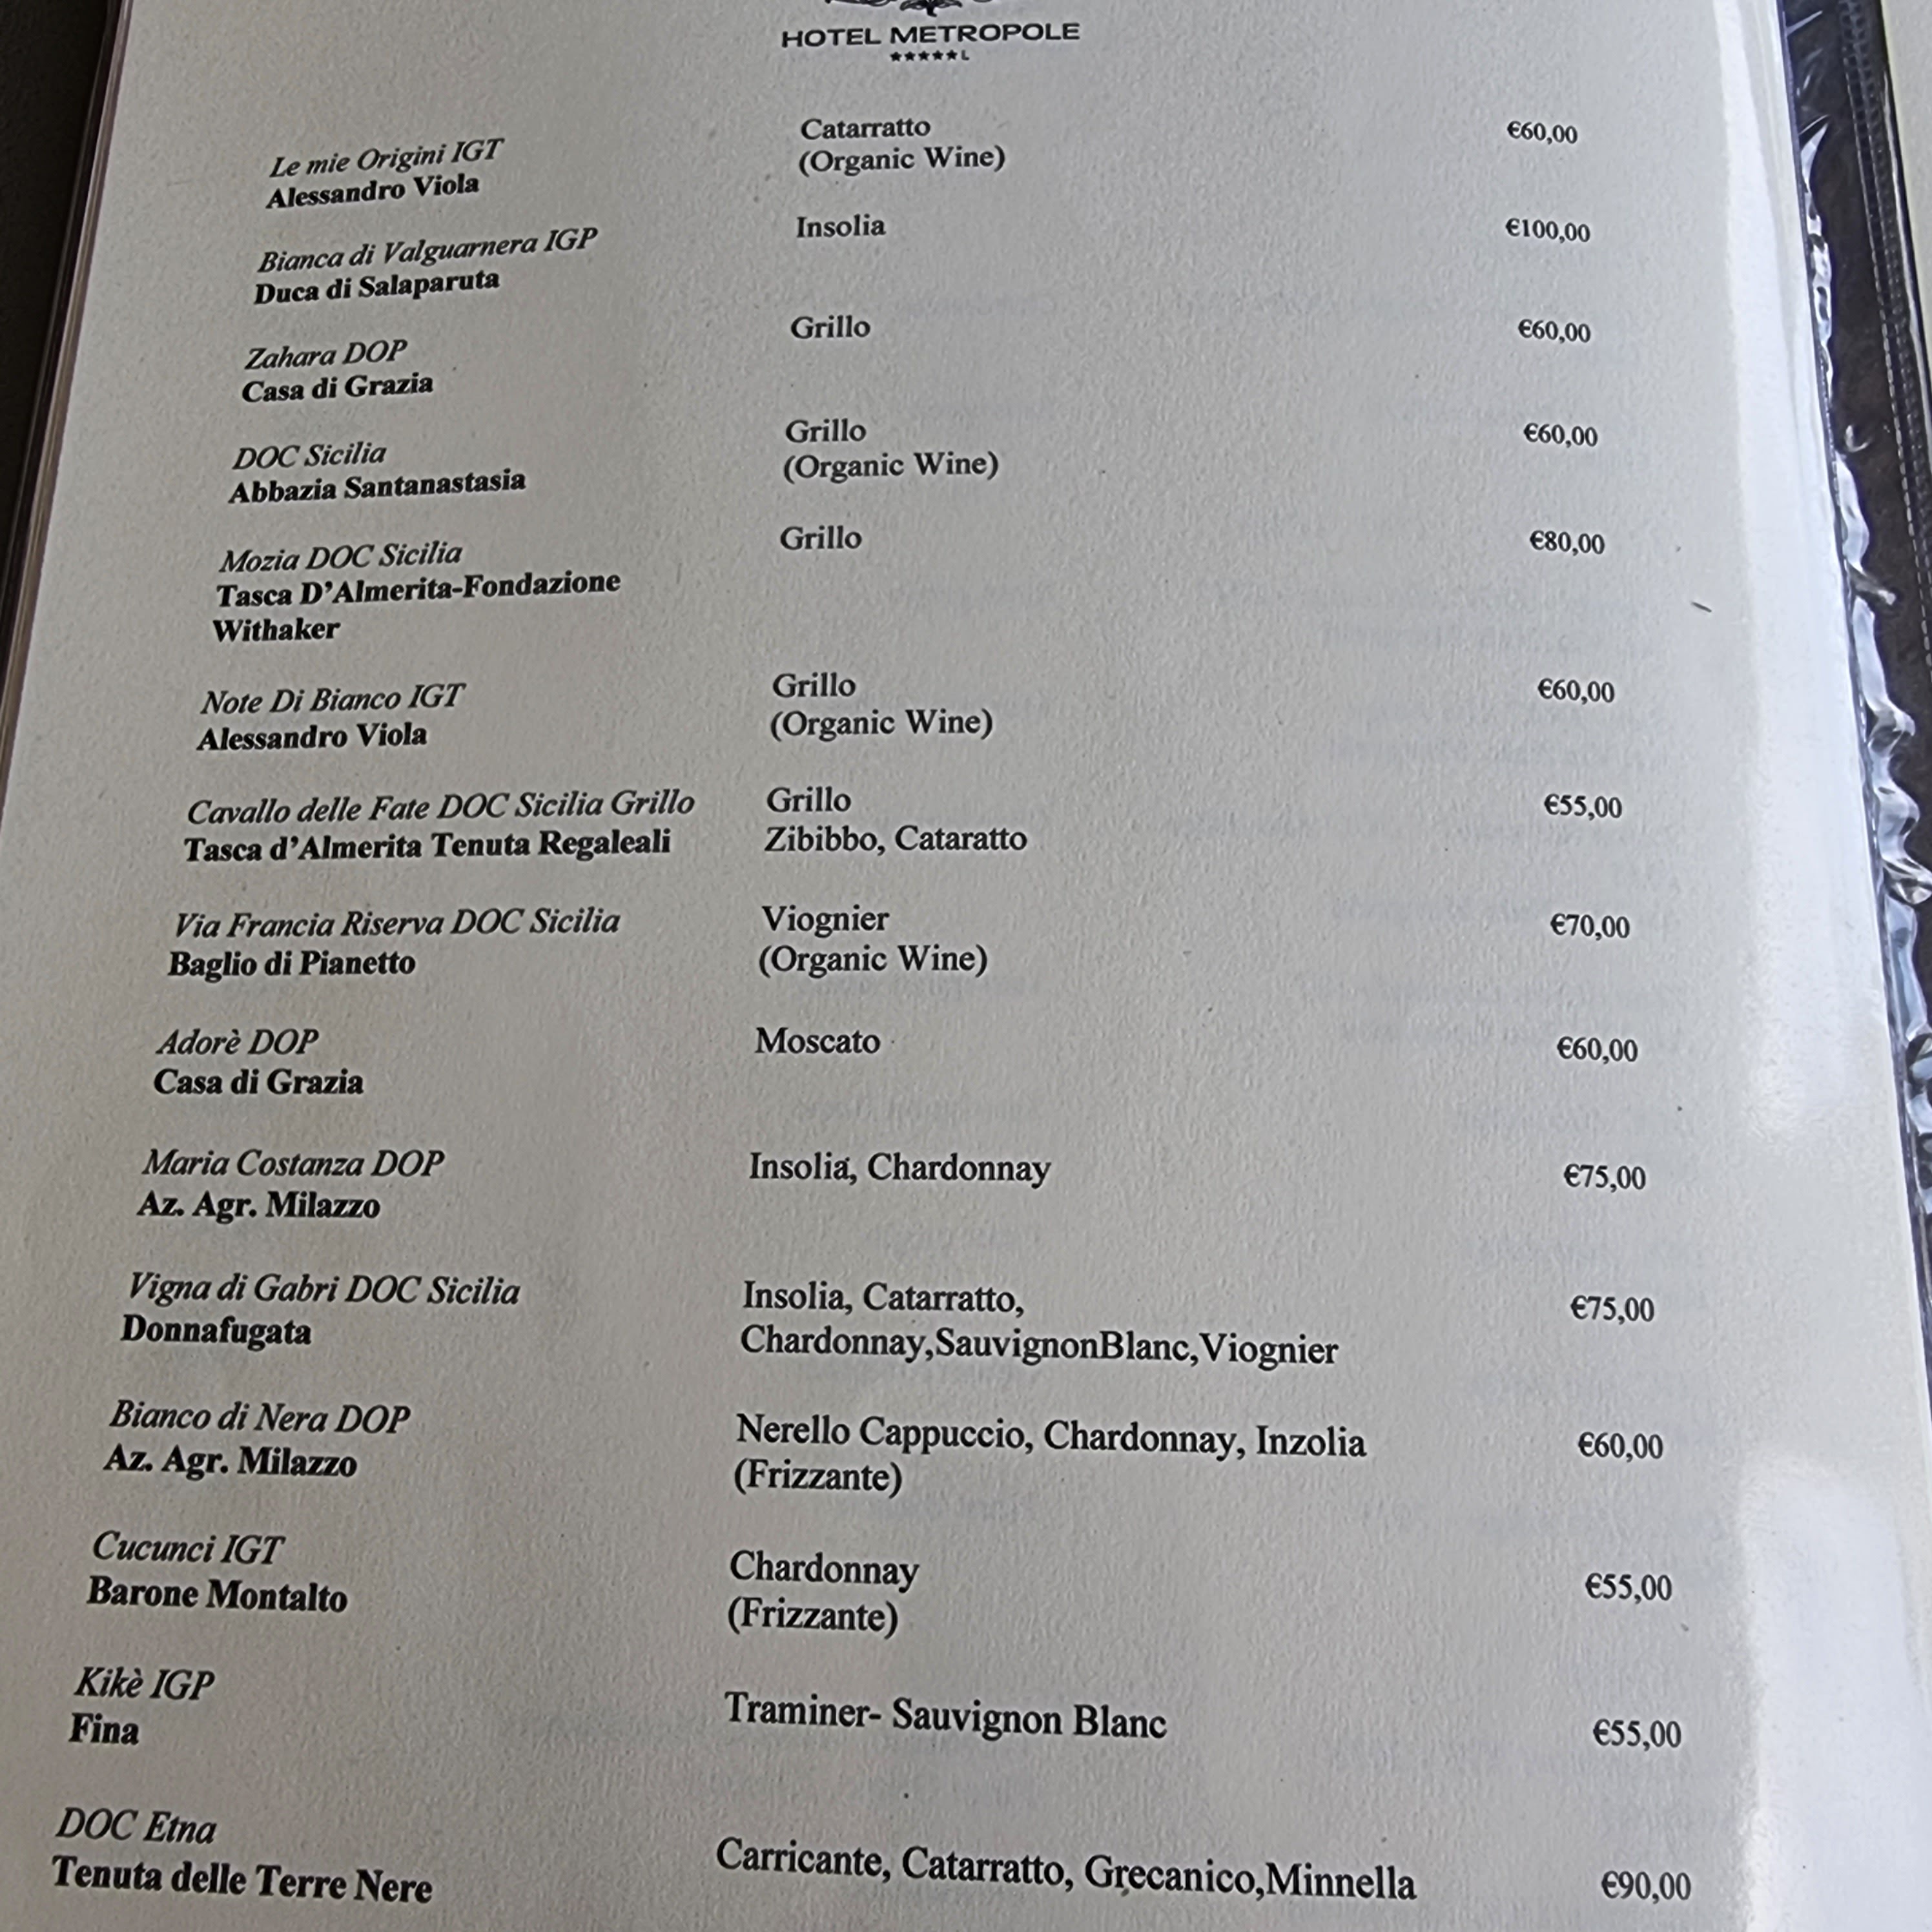 HOTEL METROPOLE
★★★★★L
Le mie Origini IGT
Alessandro Viola
Catarratto
(Organic Wine)
€60,00
Bianca di Valguarnera IGP
Duca di Salaparuta
Insolia
€100,00
Zahara DOP
Casa di Grazia
Grillo
€60,00
DOC Sicilia
Abbazia Santanastasia
Grillo
(Organic Wine)
€60,00
Mozia DOC Sicilia
Tasca D'Almerita-Fondazione
Withaker
Grillo
€80,00
Note Di Bianco IGT
Alessandro Viola
Grillo
(Organic Wine)
€60,00
Cavallo delle Fate DOC Sicilia Grillo
Tasca d'Almerita Tenuta Regaleali
Grillo
Zibibbo, Cataratto
€55,00
Via Francia Riserva DOC Sicilia
Baglio di Pianetto
Viognier
(Organic Wine)
€70,00
Adorè DOP
Casa di Grazia
Moscato
€60,00
Maria Costanza DOP
Az. Agr. Milazzo
Insolia, Chardonnay
€75,00
Vigna di Gabri DOC Sicilia
Donnafugata
Insolia, Catarratto,
Chardonnay,SauvignonBlanc,Viognier
€75,00
Bianco di Nera DOP
Az. Agr. Milazzo
Nerello Cappuccio, Chardonnay, Inzolia
(Frizzante)
€60,00
Cucunci IGT
Barone Montalto
Chardonnay
(Frizzante)
€55,00
Kikè IGP
Fina
Traminer- Sauvignon Blanc
€55,00
DOC Etna
Tenuta delle Terre Nere
Carricante, Catarratto, Grecanico,Minnella
€90,00